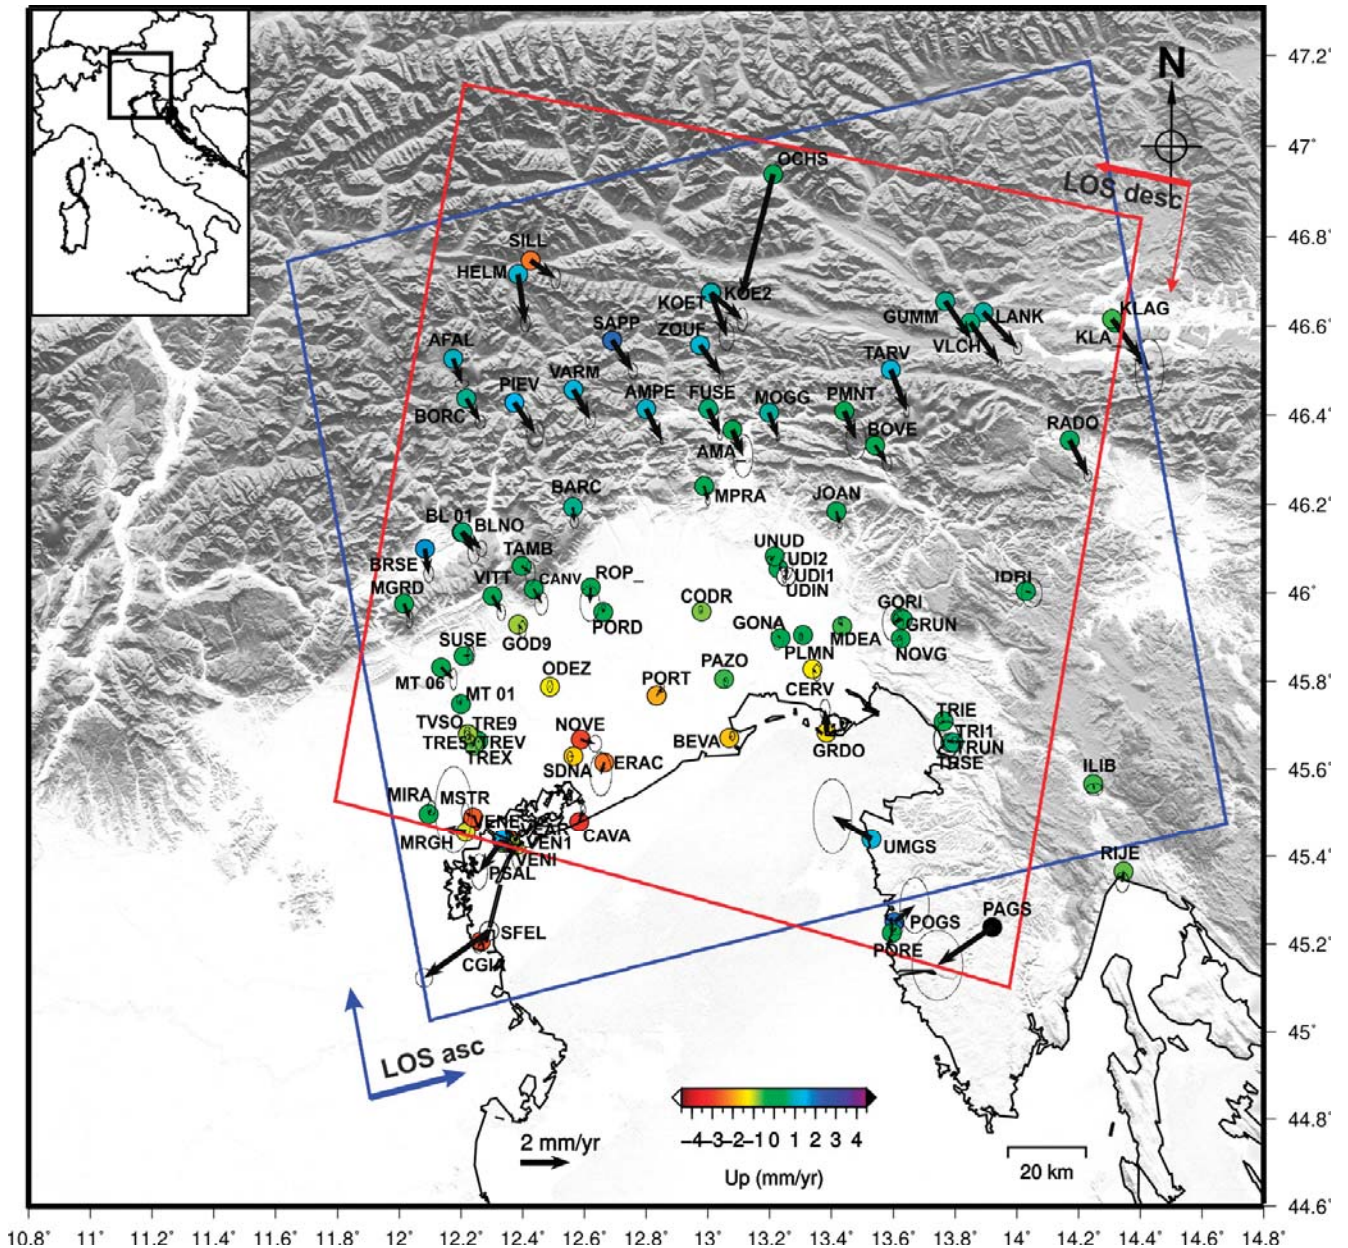 47.2°
N
47°
OCHS
LOS desc
46.8°
SILL
HELM
KOET
KOE2
KLAG
GUMM
LANK
KLA
46.6°
SAPP
ZOUF
VLCH
AFAL
TARV
VARM
PIEV
AMPE
FUSE
MOGG
PMNT
BORC
RADO
46.4°
BOVE
AMA_
BARC
MPRA
JOAN
46.2°
BL 01
BLNO
UNUD
BRSE
TAMB
UDI2
UDI1
UDIN
MGRD
VITT
CANV
ROP_
IDRI
46°
CODR
GORI
GRUN
PORD
GONA
MDEA
NOVG
SUSE
GOD9
PLMN
MT 06
ODEZ
PORT
PAZO
CERV
45.8°
MT 01
TRIE
TVSO
TRE9
NOVE
TRI1
TRES
TREV
BEVA
GRDO
TRUN
TREX
TRSE
SDNA
ERAC
ILIB
45.6°
MIRA
MSTR
VENE
VEAR
CAVA
MRGH
VEN1
VENI
UMGS
RIJE
45.4°
PSAL
PAGS
POGS
SFEL
PORE
CGIA
45.2°
LOS asc
45°
44.8°
–4 –3 –2 –1 0 1 2 3 4
2 mm/yr
20 km
Up (mm/yr)
44.6°
10.8° 11° 11.2° 11.4° 11.6° 11.8° 12° 12.2° 12.4° 12.6° 12.8° 13° 13.2° 13.4° 13.6° 13.8° 14° 14.2° 14.4° 14.6° 14.8°